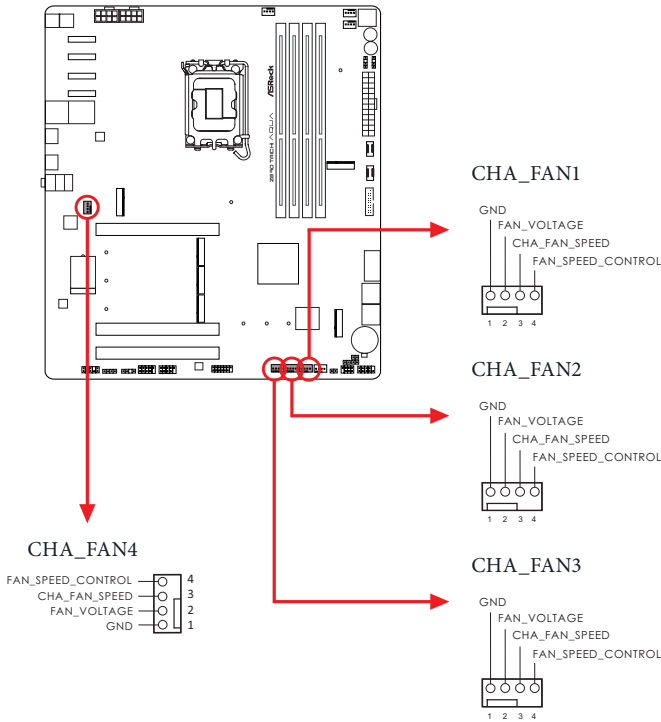 ASRock
Z890 TAICHI AQUA
CHA_FAN1
GND
FAN_VOLTAGE
CHA_FAN_SPEED
FAN_SPEED_CONTROL
1 2 3 4
CHA_FAN2
GND
FAN_VOLTAGE
CHA_FAN_SPEED
FAN_SPEED_CONTROL
1 2 3 4
CHA_FAN3
GND
FAN_VOLTAGE
CHA_FAN_SPEED
FAN_SPEED_CONTROL
1 2 3 4
CHA_FAN4
FAN_SPEED_CONTROL 4
CHA_FAN_SPEED 3
FAN_VOLTAGE 2
GND 1